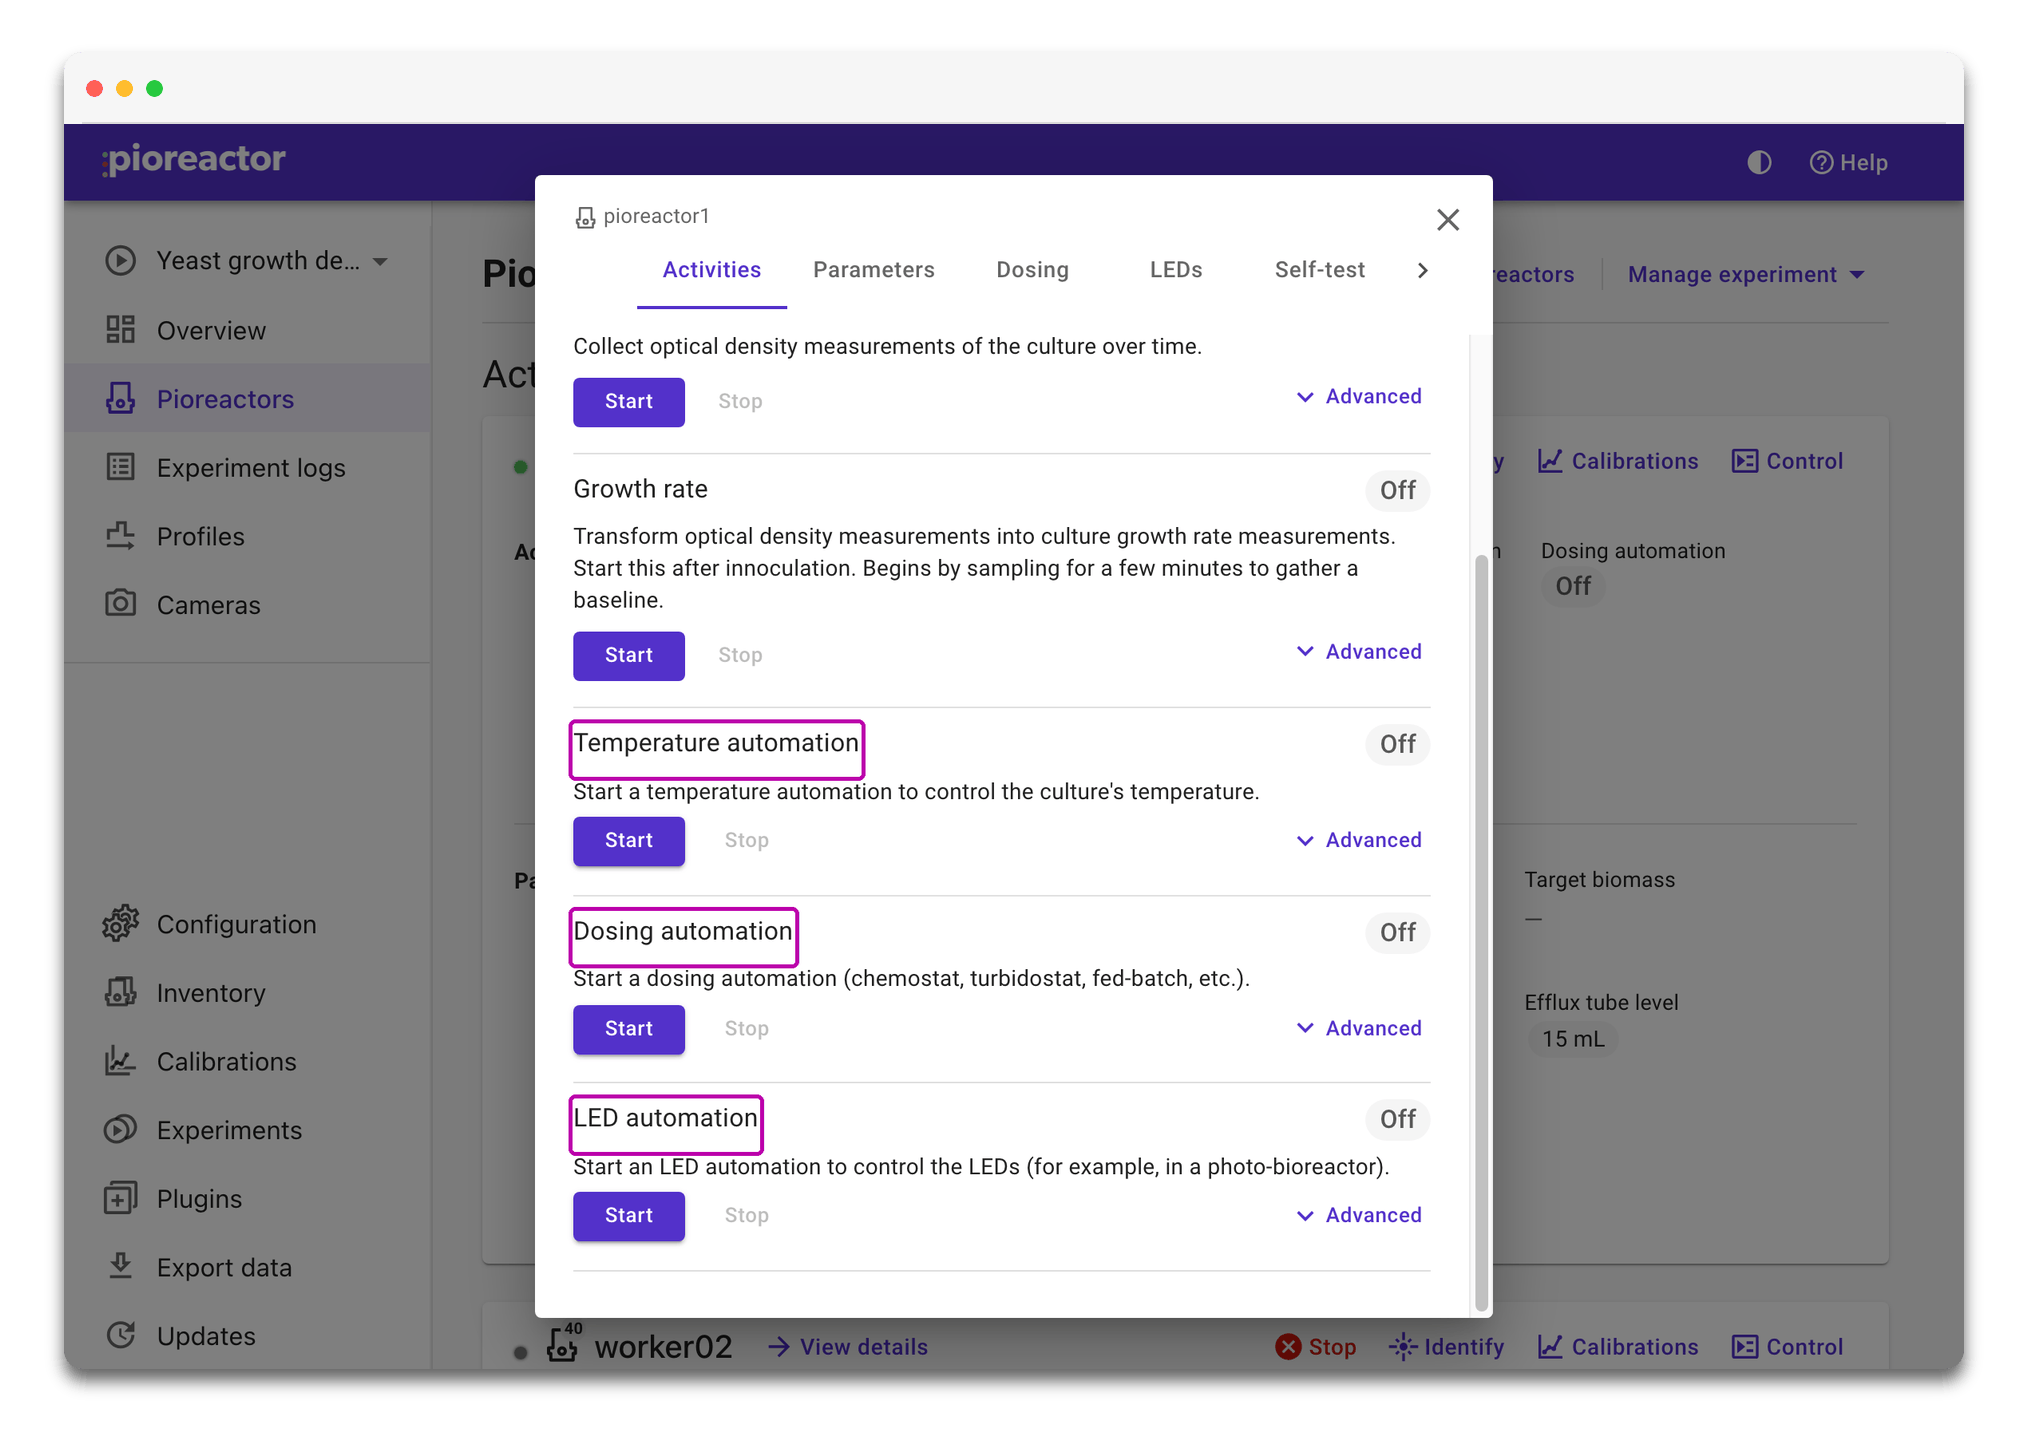 pioreactor
Help
Yeast growth de...
Overview
Pioreactors
Experiment logs
Profiles
Cameras
Configuration
Inventory
Calibrations
Experiments
Plugins
Export data
Updates
Manage experiment
pioreactor1
Activities
Parameters
Dosing
LEDs
Self-test
Collect optical density measurements of the culture over time.
Start
Stop
Advanced
Growth rate
Off
Transform optical density measurements into culture growth rate measurements.
Start this after innoculation. Begins by sampling for a few minutes to gather a
baseline.
Start
Stop
Advanced
Temperature automation
Off
Start a temperature automation to control the culture's temperature.
Start
Stop
Advanced
Dosing automation
Off
Start a dosing automation (chemostat, turbidostat, fed-batch, etc.).
Start
Stop
Advanced
LED automation
Off
Start an LED automation to control the LEDs (for example, in a photo-bioreactor).
Start
Stop
Advanced
Calibrations
Control
Dosing automation
Off
Target biomass
—
Efflux tube level
15 mL
40
worker02
View details
Stop
Identify
Calibrations
Control